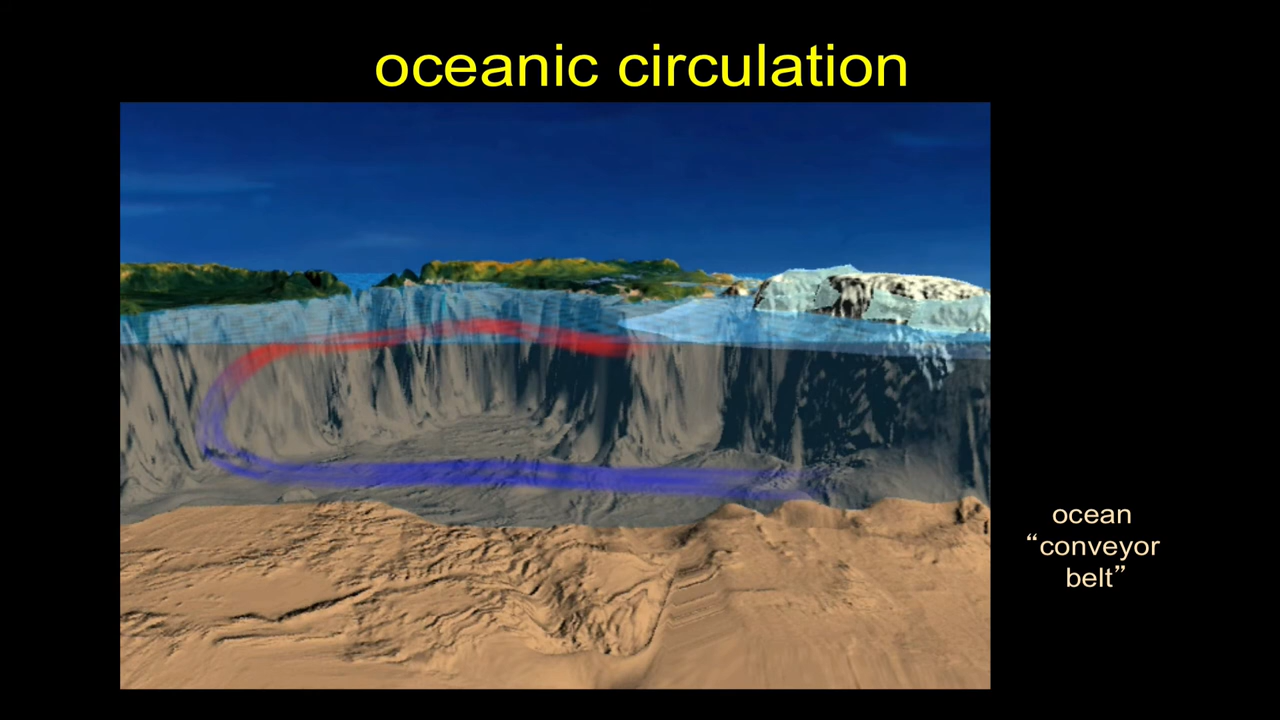 oceanic circulation
ocean
“conveyor
belt”